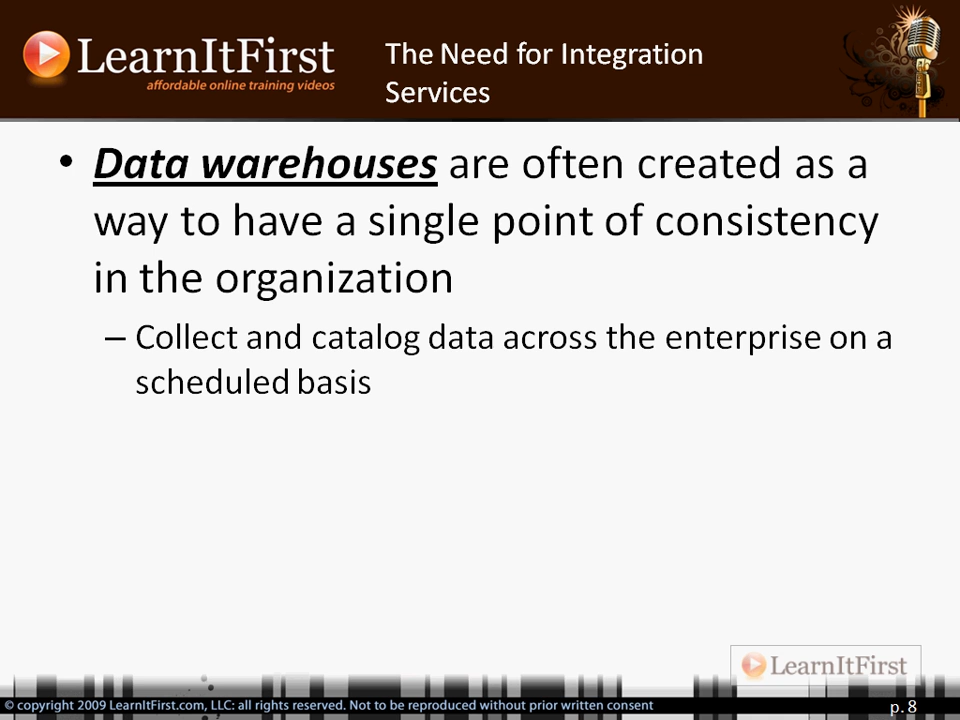 LearnItFirst
affordable online training videos
The Need for Integration
Services
• Data warehouses are often created as a
way to have a single point of consistency
in the organization
– Collect and catalog data across the enterprise on a
scheduled basis
LearnItFirst
© copyright 2009 LearnItFirst.com, LLC: all rights reserved. Not to be reproduced without prior written consent
p. 8